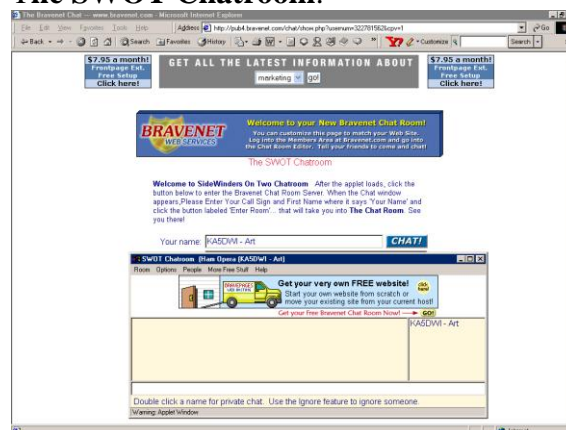 The SWOT Chatroom:
The Bravenet Chat --- www.bravenet.com - Microsoft Internet Explorer
File Edit View Favorites Tools Help Address http://pub4.bravenet.com/chat/show.php?usernum=322781562&cpv=1 Go
Back Search Favorites History Customize Search
$7.95 a month!
Frontpage Ext.
Free Setup
Click here!
GET ALL THE LATEST INFORMATION ABOUT
marketing go!
$7.95 a month!
Frontpage Ext.
Free Setup
Click here!
BRAVENET
WEB SERVICES
Welcome to your New Bravenet Chat Room!
You can customize this page to match your Web Site.
Log into the Members Area at Bravenet.com and go into
the Chat Room Editor. Tell your friends to come and chat!
The SWOT Chatroom
Welcome to SideWinders On Two Chatroom After the applet loads, click the
button below to enter the Bravenet Chat Room Server. When the Chat window
appears,Please Enter Your Call Sign and First Name where it says 'Your Name' and
click the button labeled 'Enter Room'... that will take you into The Chat Room See
you there!
Your name: KA5DWI - Art CHAT!
SWOT Chatroom (Ham Opera (KA5DWI) - Art)
Room Options People More Free Stuff Help
BRAVEPAGES
Get your very own FREE website!
Start your own website from scratch or
move your existing site from your current host!
click here!
Get your Free Bravenet Chat Room Now! GO!
KA5DWI - Art
Double click a name for private chat. Use the Ignore feature to ignore someone.
Warning: Applet Window